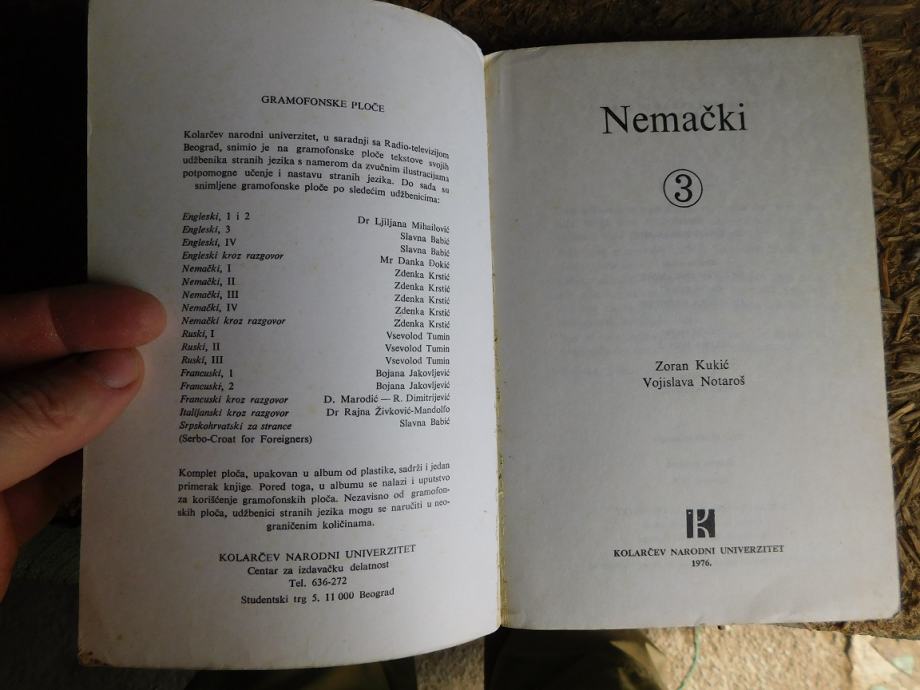 GRAMOFONSKE PLOČE
Kolarčev narodni univerzitet, u saradnji sa Radio-televizijom
Beograd, snimio je na gramofonske ploče tekstove svojih
udžbenika stranih jezika s namerom da zvučnim ilustracijama
potpomogne učenje i nastavu stranih jezika. Do sada su
snimljene gramofonske ploče po sledećim udžbenicima:
Engleski, 1 i 2 Dr Ljiljana Mihailović
Engleski, 3 Slavna Babić
Engleski, IV Slavna Babić
Engleski kroz razgovor Mr Danka Đokić
Nemački, I Zdenka Krstić
Nemački, II Zdenka Krstić
Nemački, III Zdenka Krstić
Nemački, IV Zdenka Krstić
Nemački kroz razgovor Zdenka Krstić
Ruski, I Vsevolod Tumin
Ruski, II Vsevolod Tumin
Ruski, III Vsevolod Tumin
Francuski, 1 Bojana Jakovljević
Francuski, 2 Bojana Jakovljević
Francuski kroz razgovor D. Marodić — R. Dimitrijević
Italijanski kroz razgovor Dr Rajna Živković-Mandolfo
Srpskohrvatski za strance Slavna Babić
(Serbo-Croat for Foreigners)
Komplet ploča, upakovan u album od plastike, sadrži i jedan
primerak knjige. Pored toga, u albumu se nalazi i uputstvo
za korišćenje gramofonskih ploča. Nezavisno od gramofon-
skih ploča, udžbenici stranih jezika mogu se naručiti u neo-
graničenim količinama.
KOLARČEV NARODNI UNIVERZITET
Centar za izdavačku delatnost
Tel. 636-272
Studentski trg 5, 11 000 Beograd
Nemački
3
Zoran Kukić
Vojislava Notaroš
K
KOLARČEV NARODNI UNIVERZITET
1976.